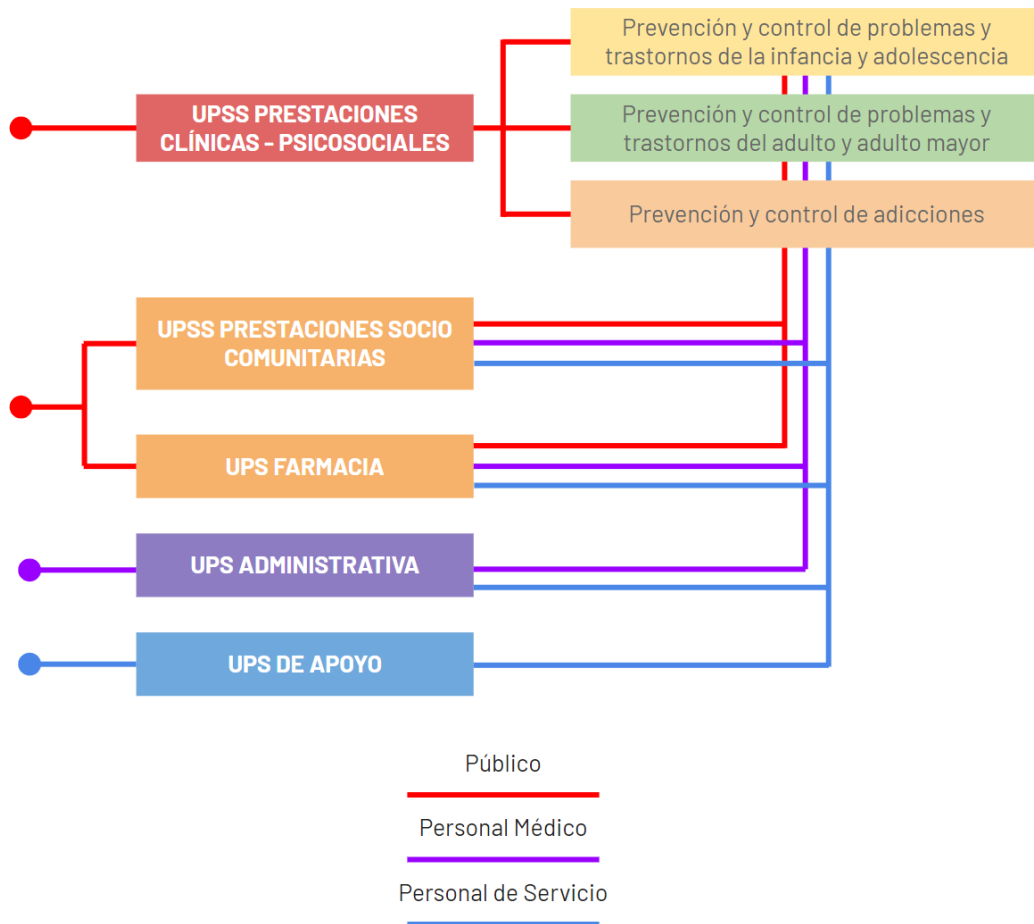 Prevención y control de problemas y
trastornos de la infancia y adolescencia
UPSS PRESTACIONES
CLÍNICAS - PSICOSOCIALES
Prevención y control de problemas y
trastornos del adulto y adulto mayor
Prevención y control de adicciones
UPSS PRESTACIONES SOCIO
COMUNITARIAS
UPS FARMACIA
UPS ADMINISTRATIVA
UPS DE APOYO
Público
Personal Médico
Personal de Servicio